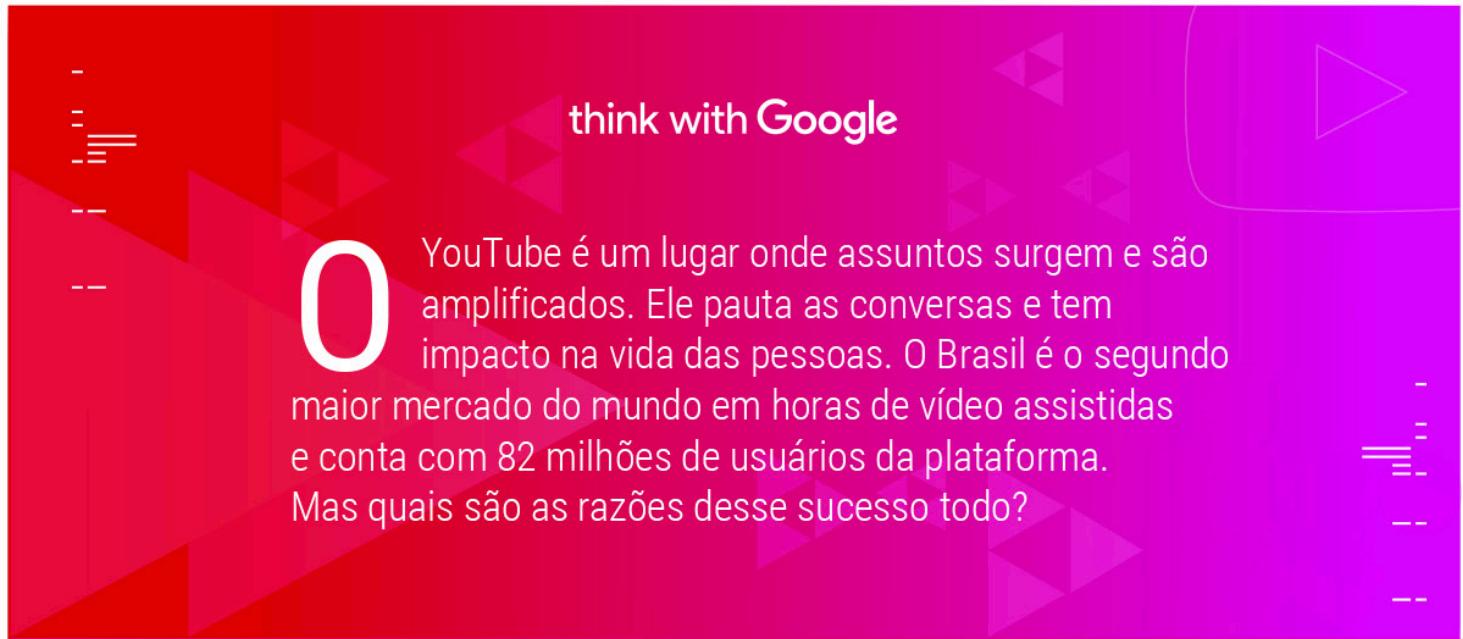 think with Google
O YouTube é um lugar onde assuntos surgem e são
amplificados. Ele pauta as conversas e tem
impacto na vida das pessoas. O Brasil é o segundo
maior mercado do mundo em horas de vídeo assistidas
e conta com 82 milhões de usuários da plataforma.
Mas quais são as razões desse sucesso todo?